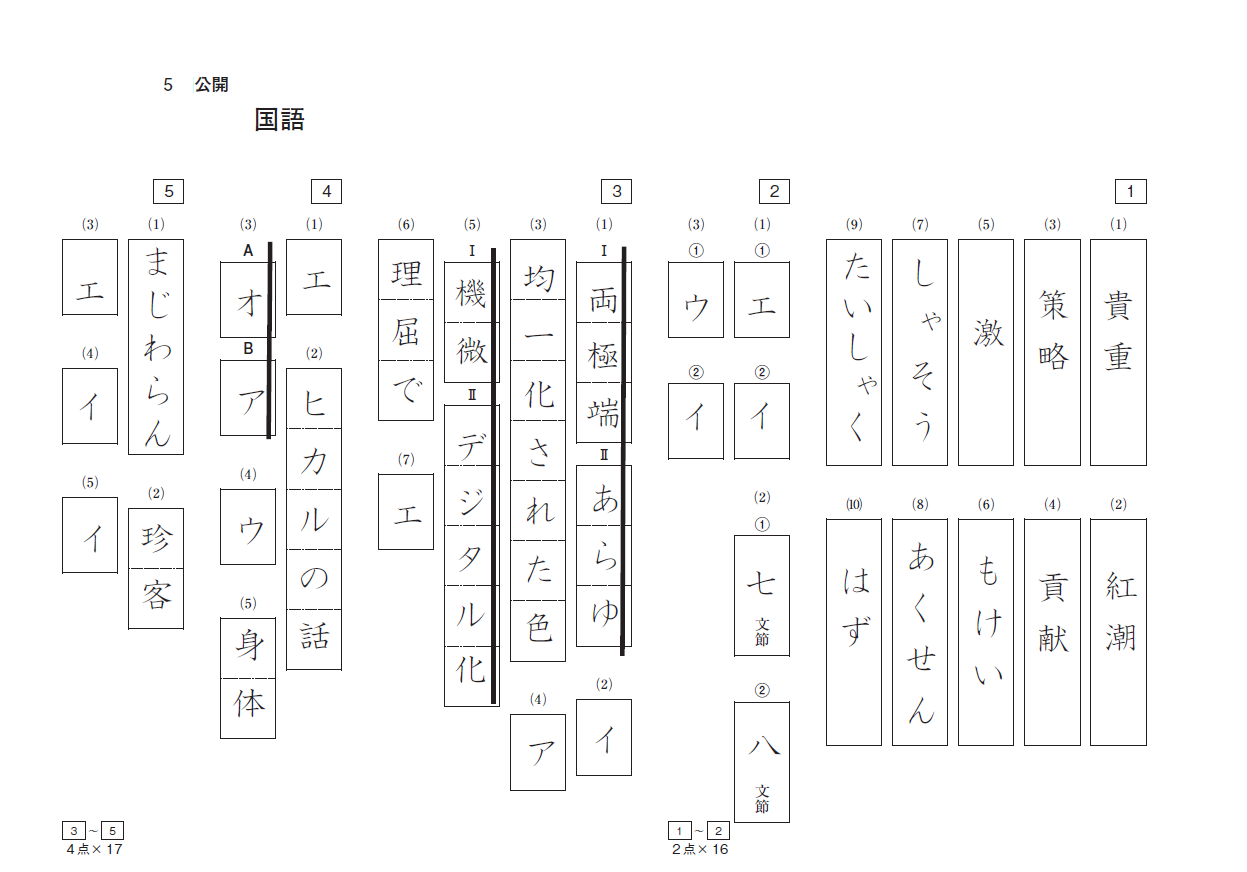 5 公開
国語
1
(1)
貴重
(2)
紅潮
(3)
策略
(4)
貢献
(5)
激
(6)
もけい
(7)
しゃそう
(8)
あくせん
(9)
たいしゃく
(10)
はず
2
(1)
①
エ
②
イ
(2)
①
七文節
②
八文節
(3)
①
ウ
②
イ
3
(1)
Ⅰ
両極端
Ⅱ
あらゆ
(2)
イ
(3)
均一化された色
(4)
ア
(5)
Ⅰ
機微
Ⅱ
デジタル化
(6)
理屈で
(7)
エ
4
(1)
エ
(2)
ヒカルの話
(3)
A
オ
B
ア
(4)
ウ
(5)
身体
5
(1)
まじわらん
(2)
珍客
(3)
エ
(4)
イ
(5)
イ
1～2
2点×16
3～5
4点×17